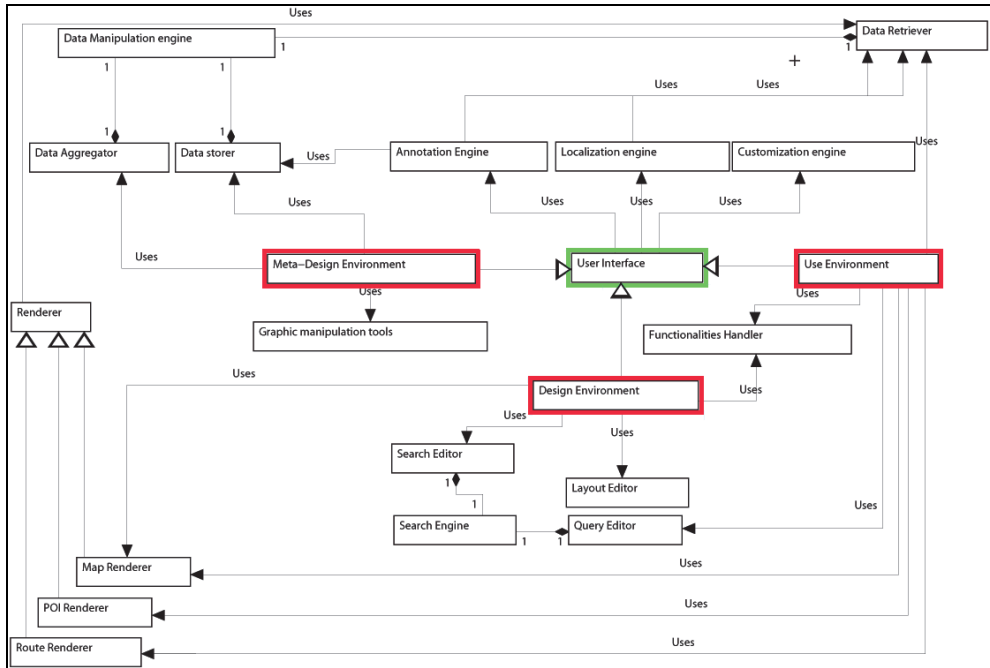 Uses
Data Manipulation engine
Data Retriever
1
1
1
1
+
Uses
Uses
1
1
Uses
Data Aggregator
Data storer
Uses
Annotation Engine
Localization engine
Customization engine
Uses
Uses
Uses
Uses
Uses
Meta–Design Environment
User Interface
Use Environment
Uses
Uses
Renderer
Graphic manipulation tools
Functionalities Handler
Uses
Design Environment
Uses
Uses
Uses
Search Editor
1
Layout Editor
1
Uses
Search Engine
Query Editor
1
1
Map Renderer
Uses
POI Renderer
Uses
Route Renderer
Uses